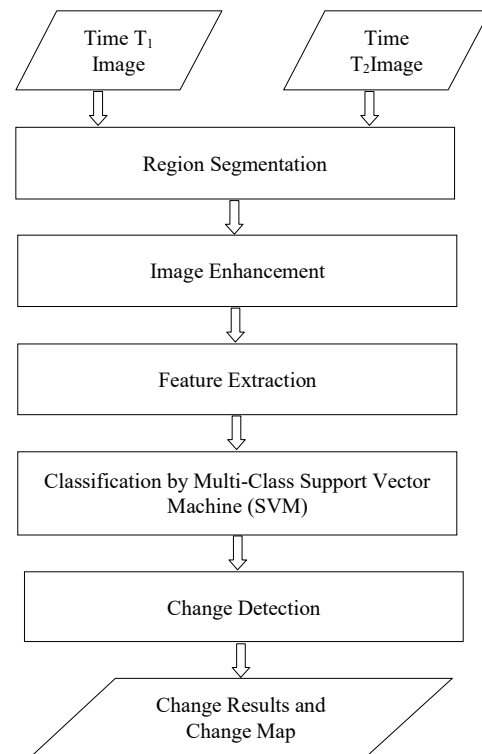 Time T₁
Image
Time
T₂Image
Region Segmentation
Image Enhancement
Feature Extraction
Classification by Multi-Class Support Vector
Machine (SVM)
Change Detection
Change Results and
Change Map